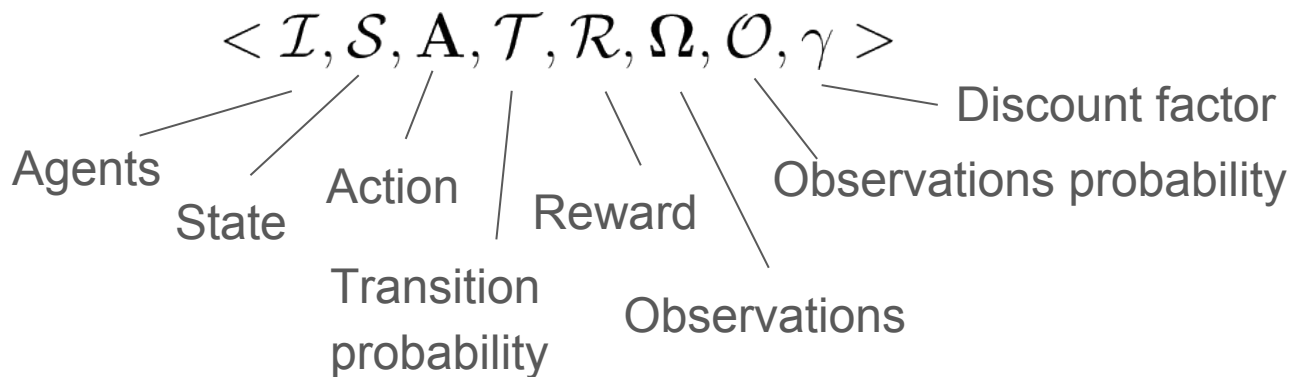 < ℐ, 𝒮, 𝐀, 𝒯, ℛ, 𝛀, 𝒪, γ >
Discount factor
Agents
Action
Observations probability
State
Reward
Transition
probability
Observations